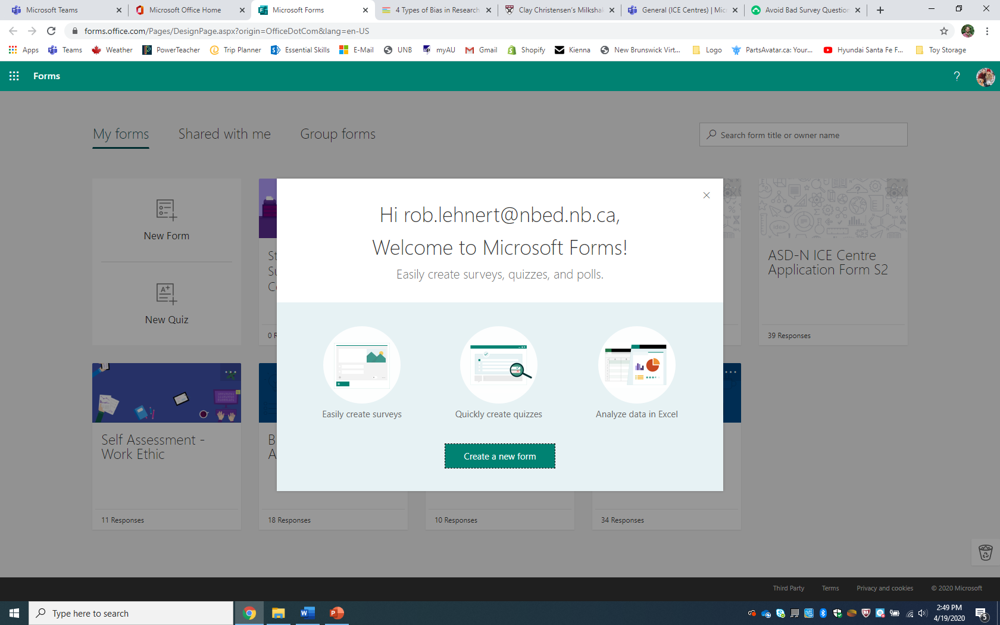 Microsoft Teams
Microsoft Office Home
Microsoft Forms
4 Types of Bias in Research
Clay Christensen's Milksha
General (ICE Centres) | Mic
Avoid Bad Survey Question
forms.office.com/Pages/DesignPage.aspx?origin=OfficeDotCom&lang=en-US
Apps Teams Weather PowerTeacher Trip Planner Essential Skills E-Mail UNB myAU Gmail Shopify Kienna New Brunswick Virt... Logo PartsAvatar.ca: Your... Hyundai Santa Fe F... Toy Storage
Forms
?
My forms Shared with me Group forms
Search form title or owner name
New Form
New Quiz
Hi rob.lehnert@nbed.nb.ca,
Welcome to Microsoft Forms!
Easily create surveys, quizzes, and polls.
Easily create surveys
Quickly create quizzes
Analyze data in Excel
Create a new form
St
Su
Co
0 R
ASD-N ICE Centre
Application Form S2
39 Responses
Self Assessment -
Work Ethic
11 Responses
B
A
18 Responses
10 Responses
34 Responses
Third Party Terms Privacy and cookies © 2020 Microsoft
Type here to search
2:49 PM
4/19/2020
5